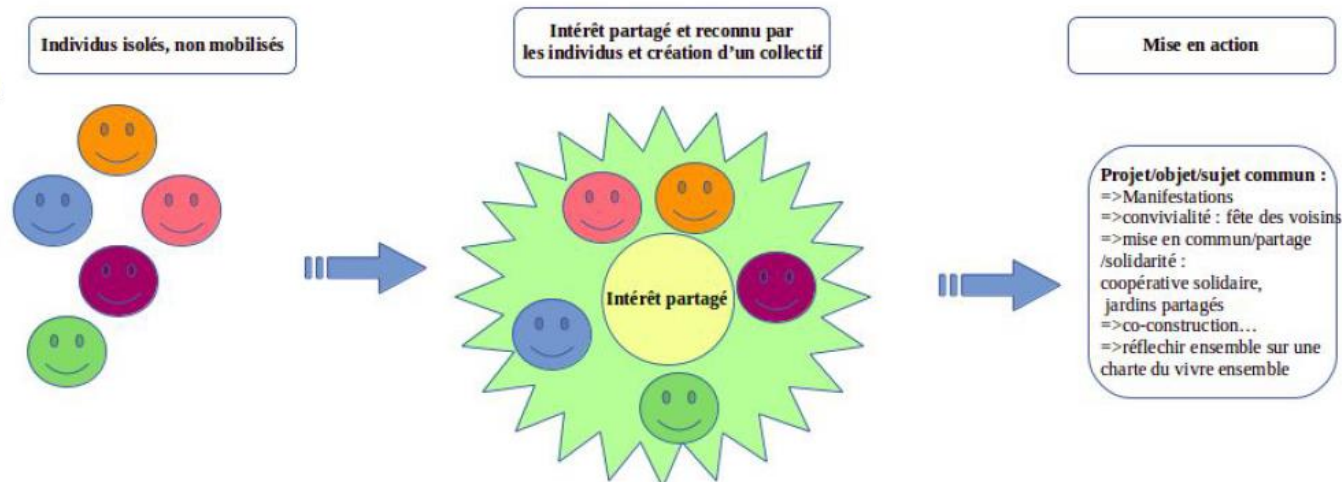 Individus isolés, non mobilisés
Intérêt partagé et reconnu par
les individus et création d'un collectif
Mise en action
Intérêt partagé
Projet/objet/sujet commun :
=>Manifestations
=>convivialité : fête des voisins
=>mise en commun/partage
/solidarité :
coopérative solidaire,
jardins partagés
=>co-construction…
=>réflechir ensemble sur une
charte du vivre ensemble